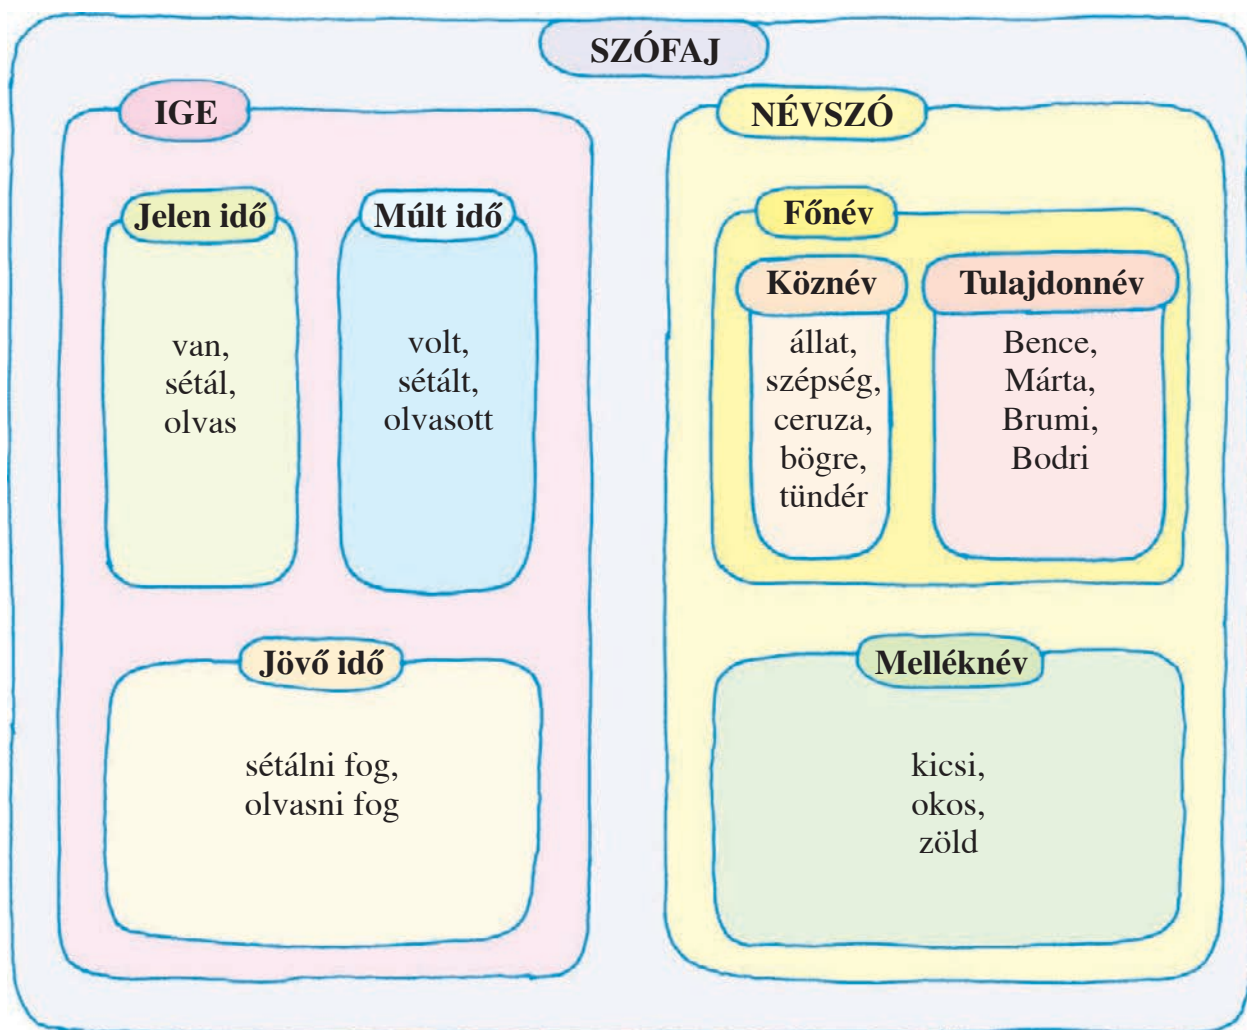 SZÓFAJ
IGE
Jelen idő
van,
sétál,
olvas
Múlt idő
volt,
sétált,
olvasott
Jövő idő
sétálni fog,
olvasni fog
NÉVSZÓ
Főnév
Köznév
állat,
szépség,
ceruza,
bögre,
tündér
Tulajdonnév
Bence,
Márta,
Brumi,
Bodri
Melléknév
kicsi,
okos,
zöld